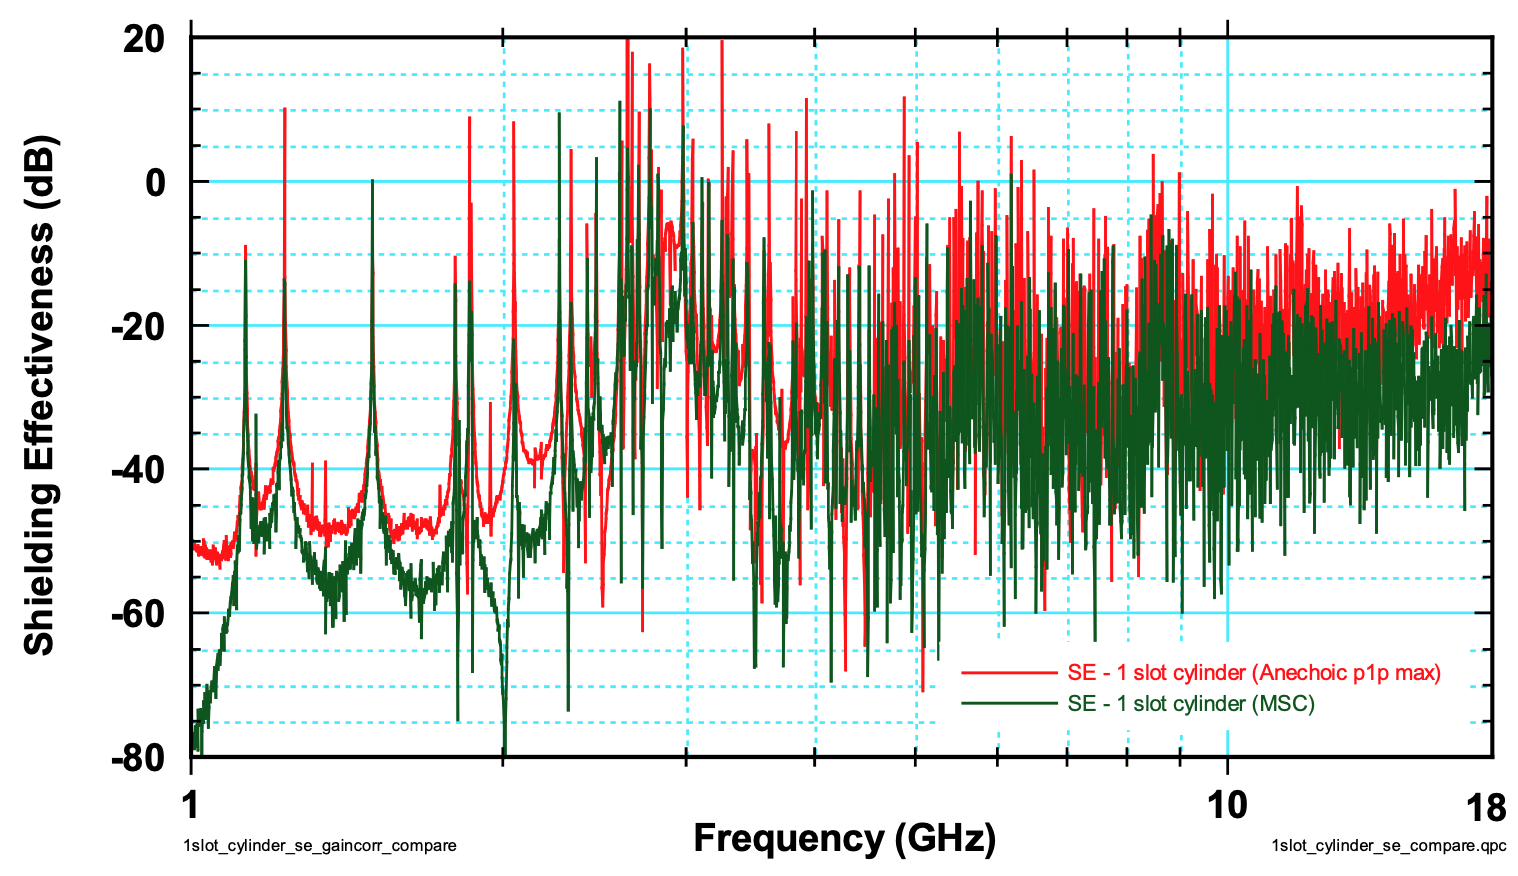 Shielding Effectiveness (dB)
20
0
-20
-40
-60
-80
SE - 1 slot cylinder (Anechoic p1p max)
SE - 1 slot cylinder (MSC)
1
10
18
Frequency (GHz)
1slot_cylinder_se_gaincorr_compare
1slot_cylinder_se_compare.qpc